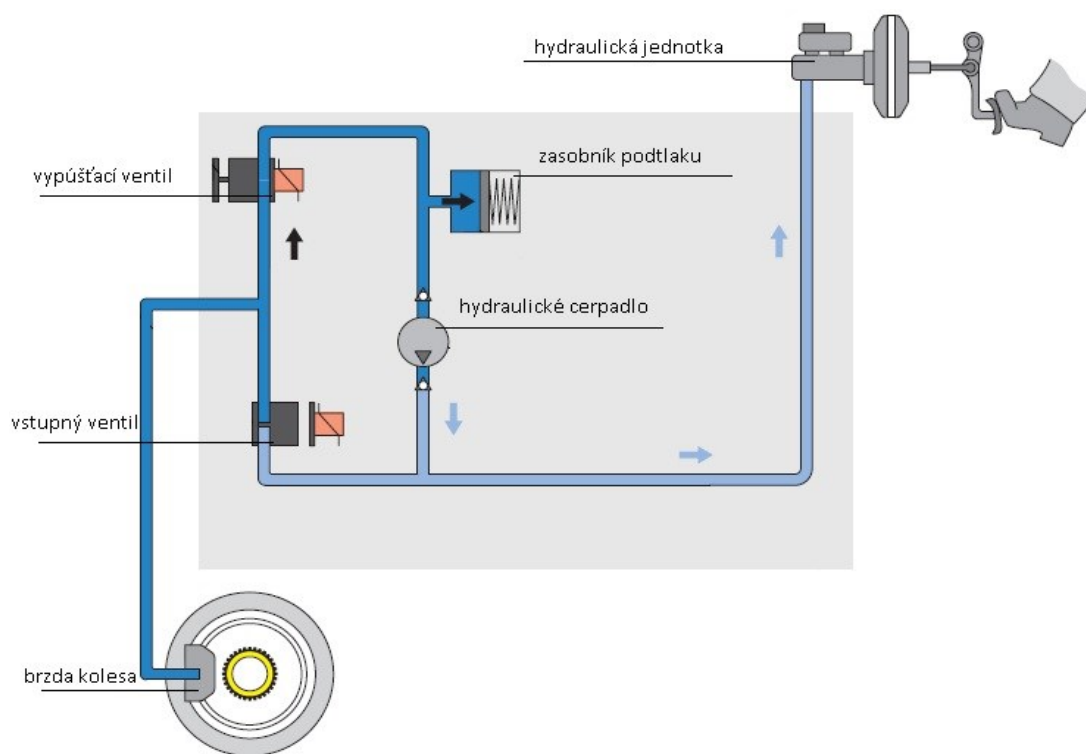 hydraulická jednotka
vypúšťací ventil
zasobník podtlaku
hydraulické cerpadlo
vstupný ventil
brzda kolesa